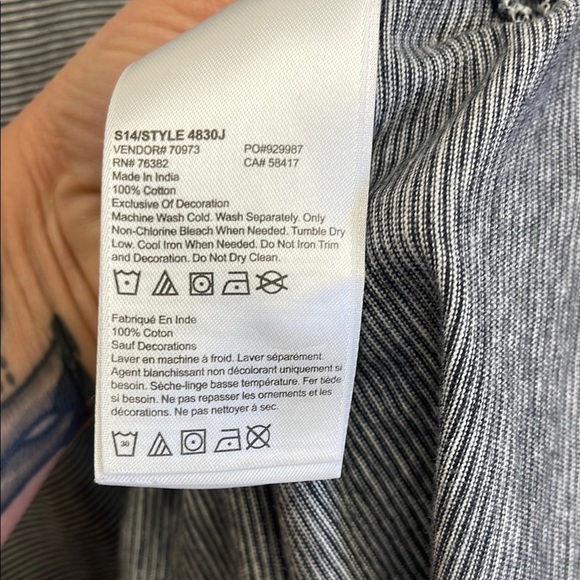 S14/STYLE 4830J
VENDOR# 70973 PO#929987
RN# 76382 CA# 58417
Made In India
100% Cotton
Exclusive Of Decoration
Machine Wash Cold. Wash Separately. Only
Non-Chlorine Bleach When Needed. Tumble Dry
Low. Cool Iron When Needed. Do Not Iron Trim
and Decoration. Do Not Dry Clean.
Fabriqué En Inde
100% Coton
Sauf Decorations
Laver en machine à froid. Laver séparément.
Agent blanchissant non décolorant uniquement si
besoin. Sèche-linge basse température. Fer tiède
si besoin. Ne pas repasser les ornements et les
décorations. Ne pas nettoyer à sec.
30